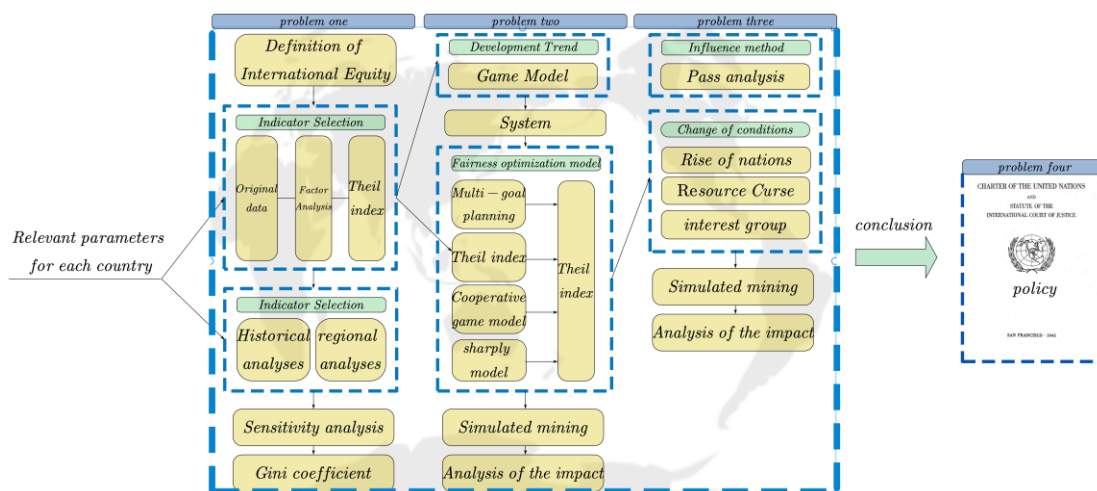 problem one
problem two
problem three
Definition of
International Equity
Indicator Selection
Original
data
Factor
Analysis
Theil
index
Relevant parameters
for each country
Indicator Selection
Historical
analyses
regional
analyses
Sensitivity analysis
Gini coefficient
Development Trend
Game Model
System
Fairness optimization model
Multi - goal
planning
Theil index
Cooperative
game model
sharply
model
Theil
index
Simulated mining
Analysis of the impact
Influence method
Pass analysis
Change of conditions
Rise of nations
Resource Curse
interest group
Simulated mining
Analysis of the impact
conclusion
problem four
CHARTER OF THE UNITED NATIONS
AND
STATUTE OF THE
INTERNATIONAL COURT OF JUSTICE
policy
SAN FRANCISCO · 1945